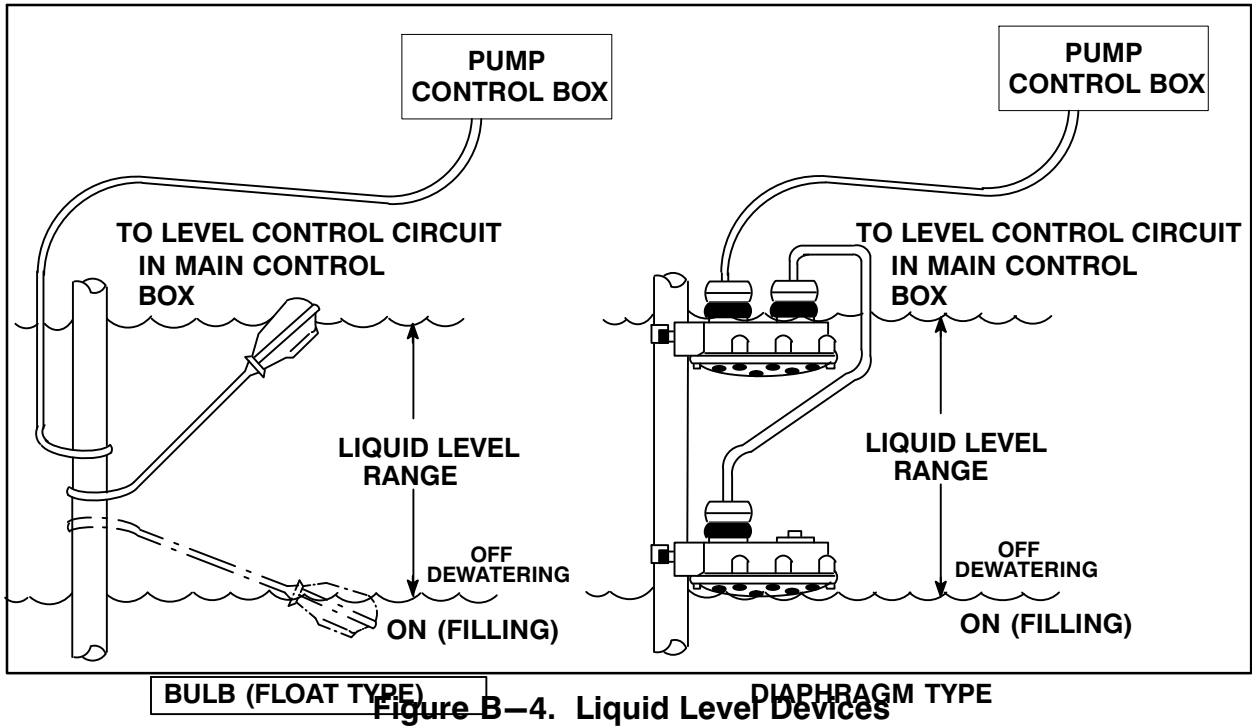 PUMP
CONTROL BOX
TO LEVEL CONTROL CIRCUIT
IN MAIN CONTROL
BOX
LIQUID LEVEL
RANGE
OFF
DEWATERING
ON (FILLING)
BULB (FLOAT TYPE)
PUMP
CONTROL BOX
TO LEVEL CONTROL CIRCUIT
IN MAIN CONTROL
BOX
LIQUID LEVEL
RANGE
OFF
DEWATERING
ON (FILLING)
DIAPHRAGM TYPE
Figure B—4. Liquid Level Devices